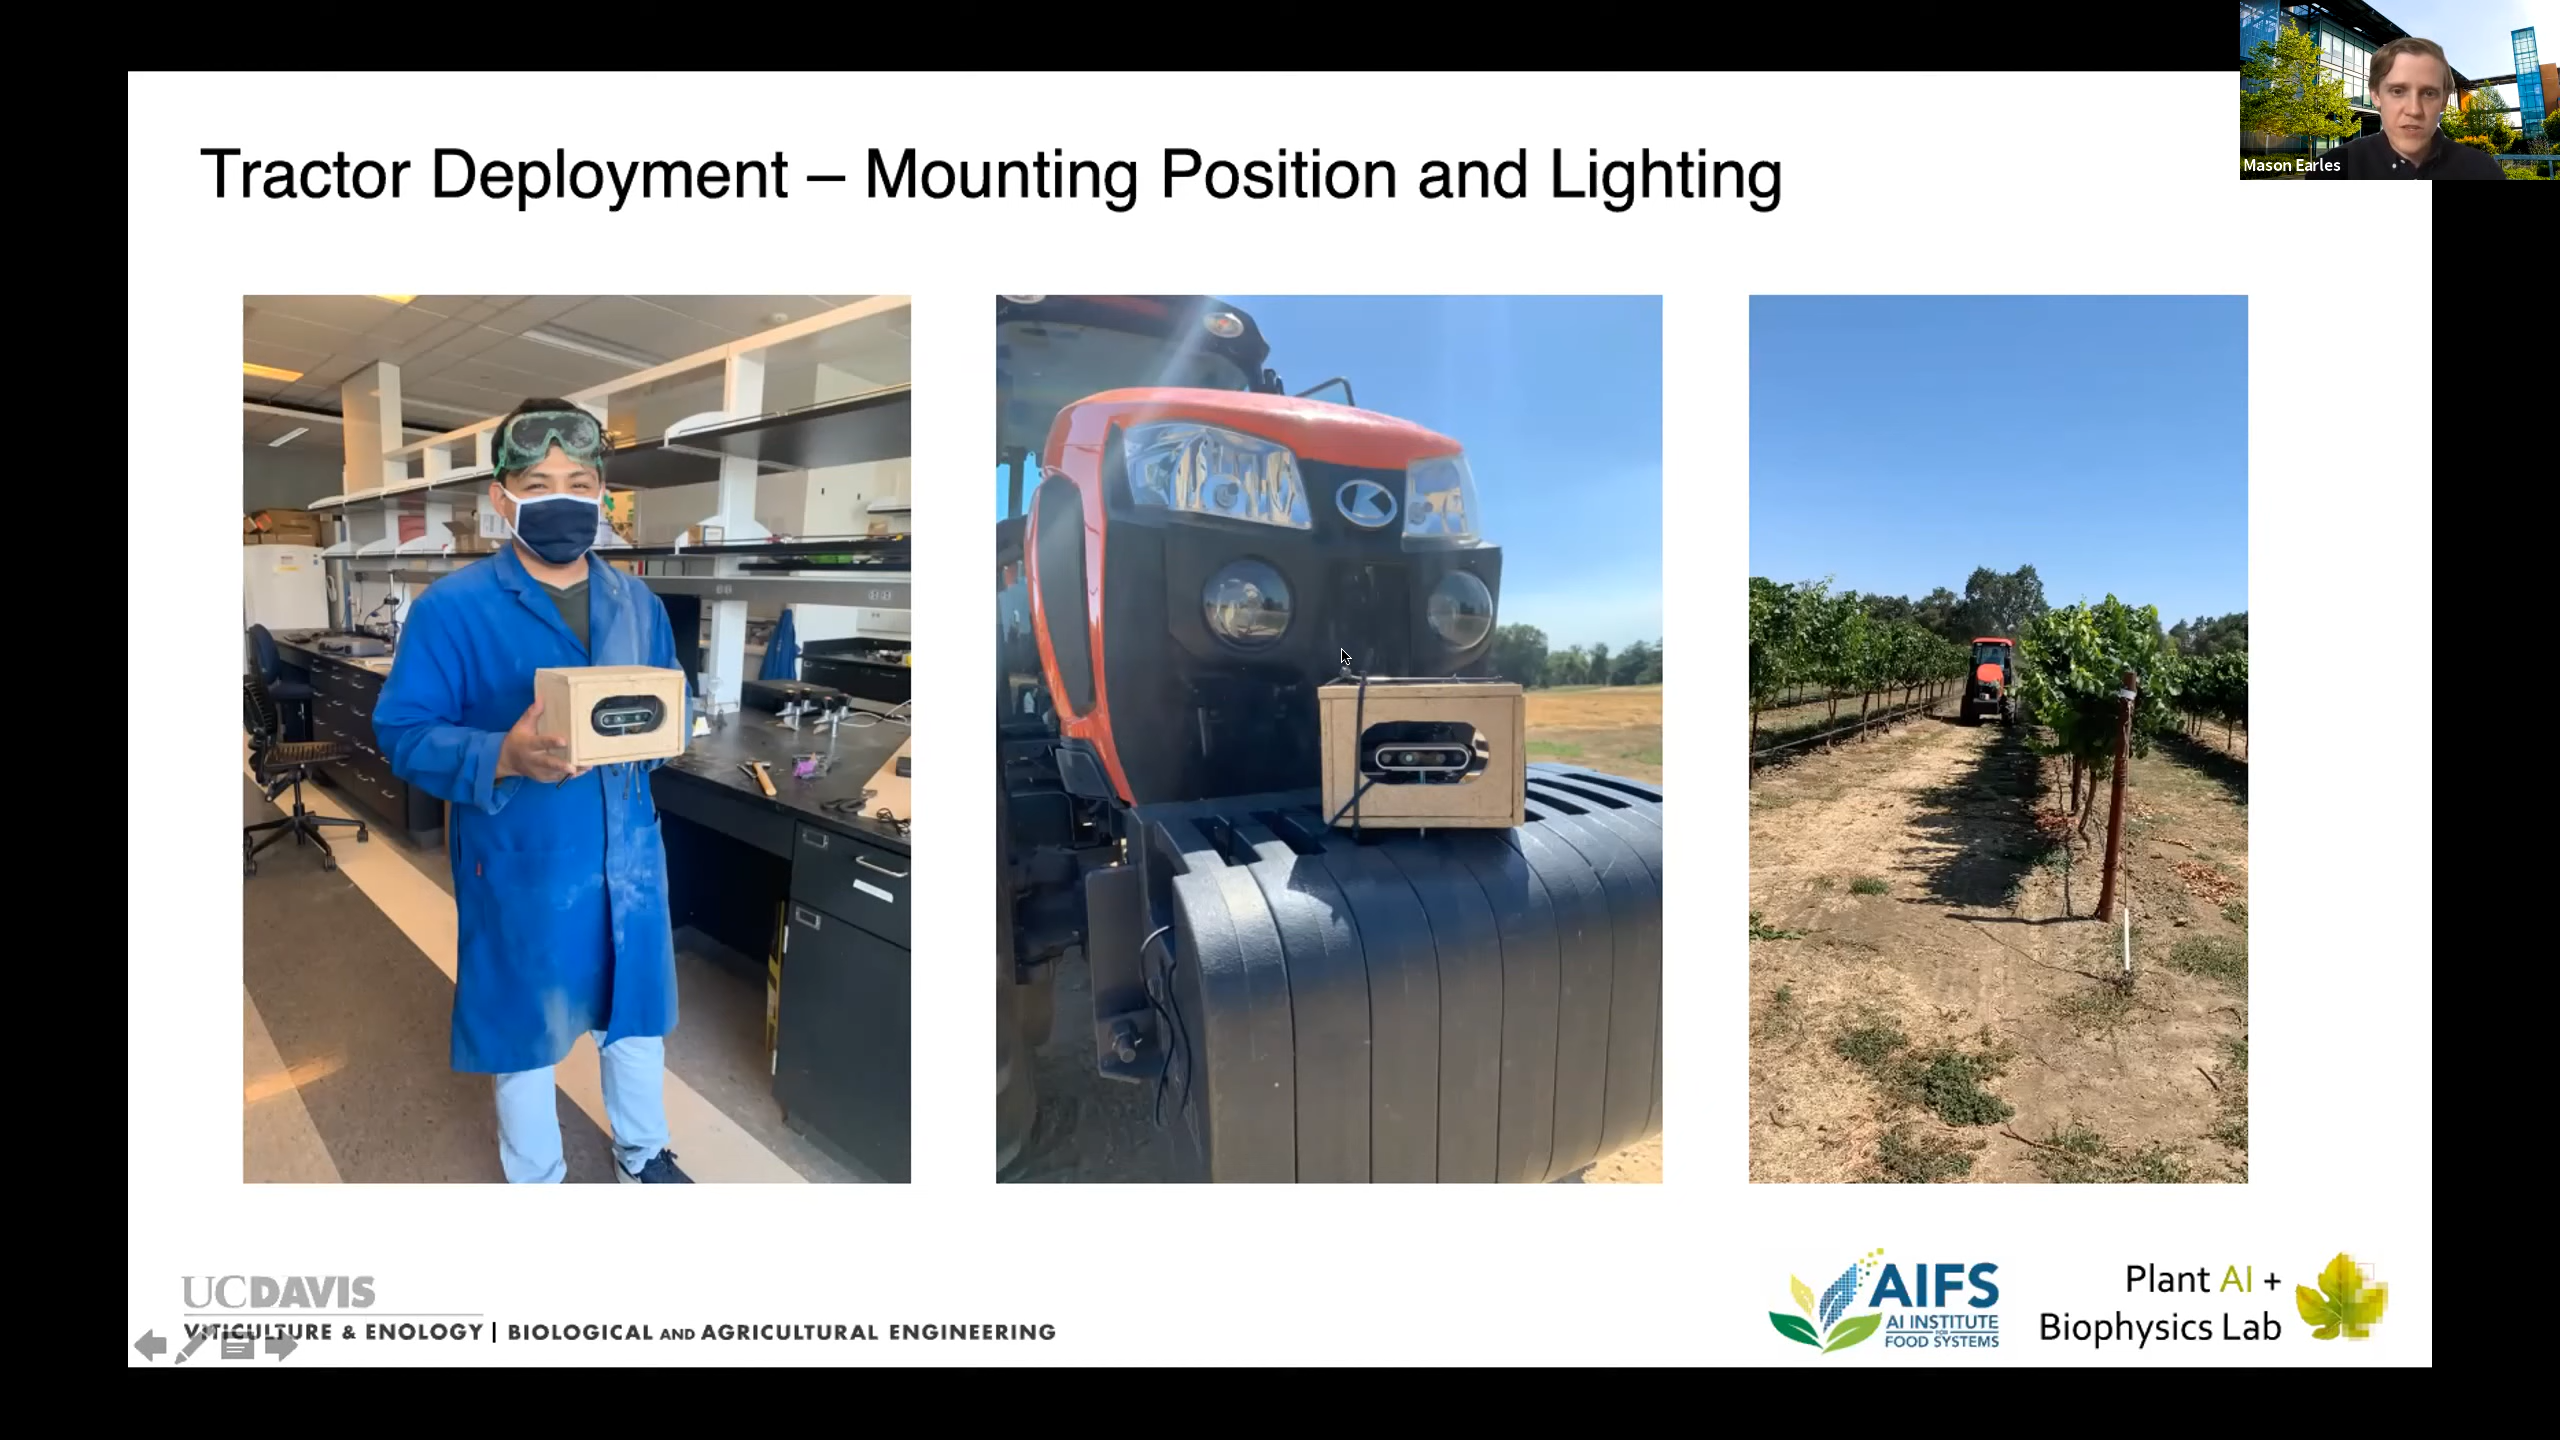 Mason Earles
Tractor Deployment – Mounting Position and Lighting
UCDAVIS
VITICULTURE & ENOLOGY | BIOLOGICAL AND AGRICULTURAL ENGINEERING
AIFS
AI INSTITUTE
FOR
FOOD SYSTEMS
Plant AI +
Biophysics Lab